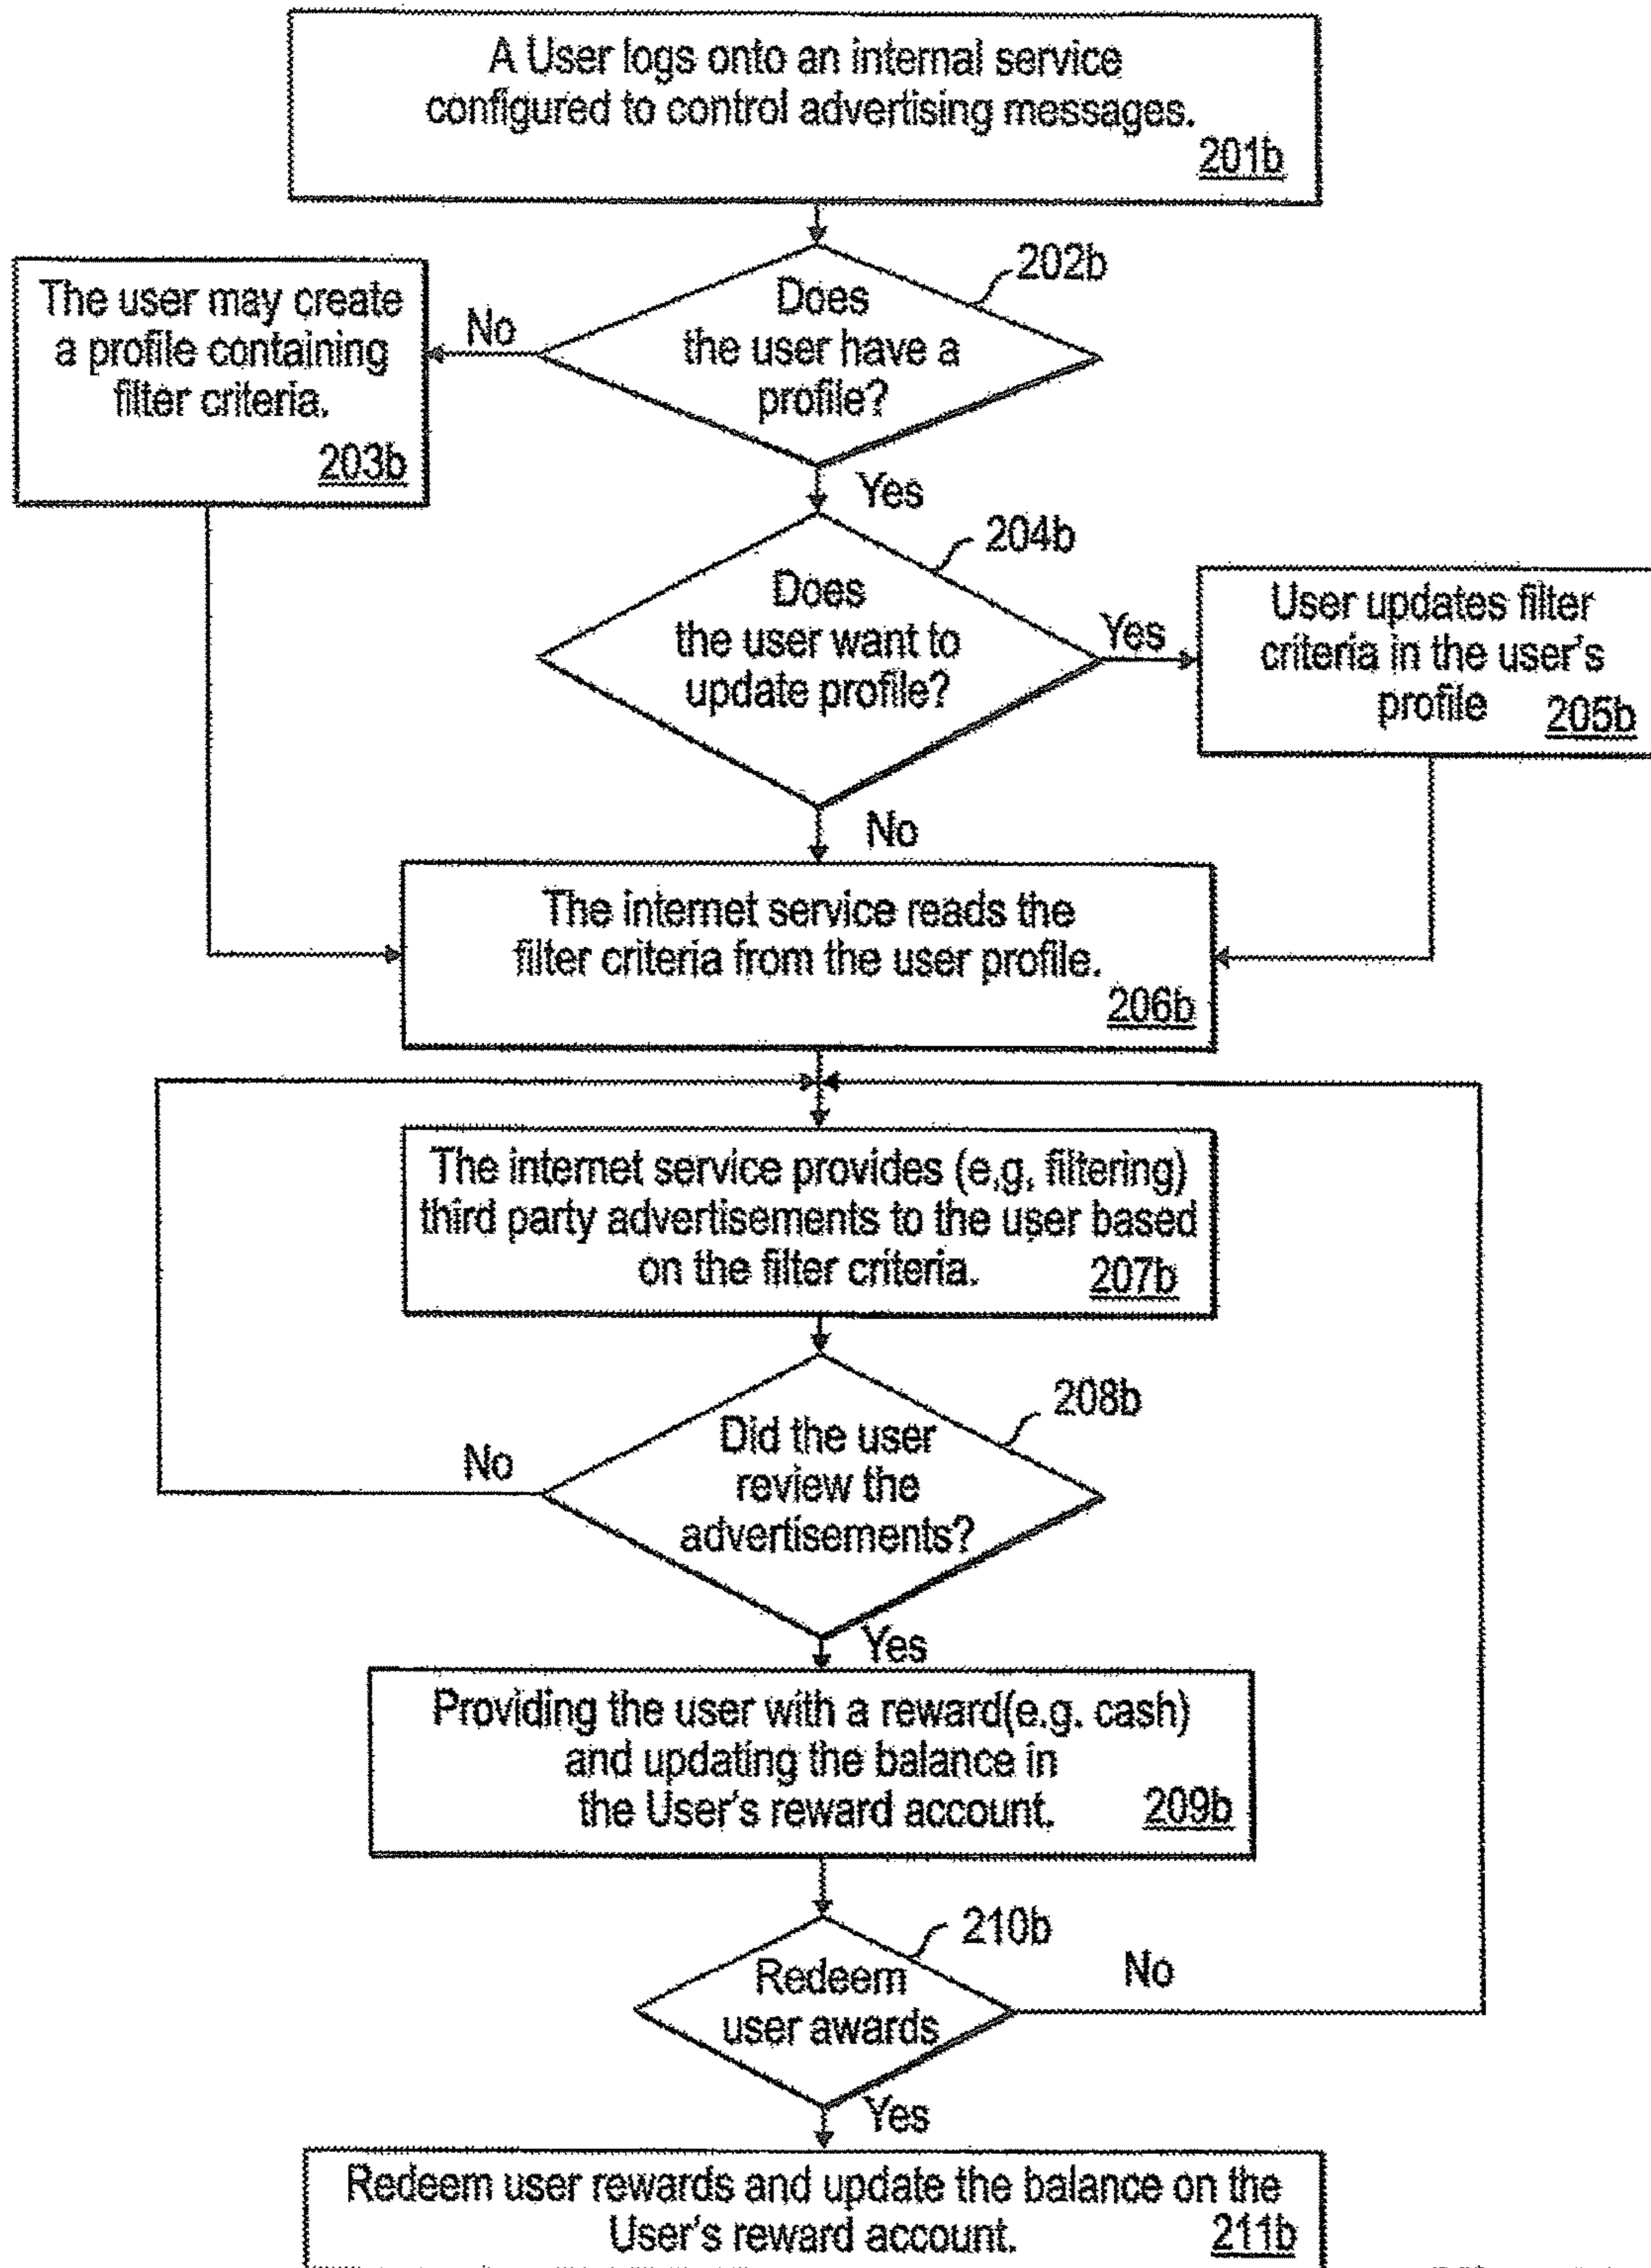 A User logs onto an internal service
configured to control advertising messages.
201b
202b
Does
the user have a
profile?
No
The user may create
a profile containing
filter criteria.
203b
Yes
204b
Does
the user want to
update profile?
Yes
User updates filter
criteria in the user's
profile 205b
No
The internet service reads the
filter criteria from the user profile.
206b
The internet service provides (e,g, filtering)
third party advertisements to the user based
on the filter criteria. 207b
208b
Did the user
review the
advertisements?
No
Yes
Providing the user with a reward(e.g. cash)
and updating the balance in
the User's reward account. 209b
210b
Redeem
user awards
No
Yes
Redeem user rewards and update the balance on the
User's reward account. 211b